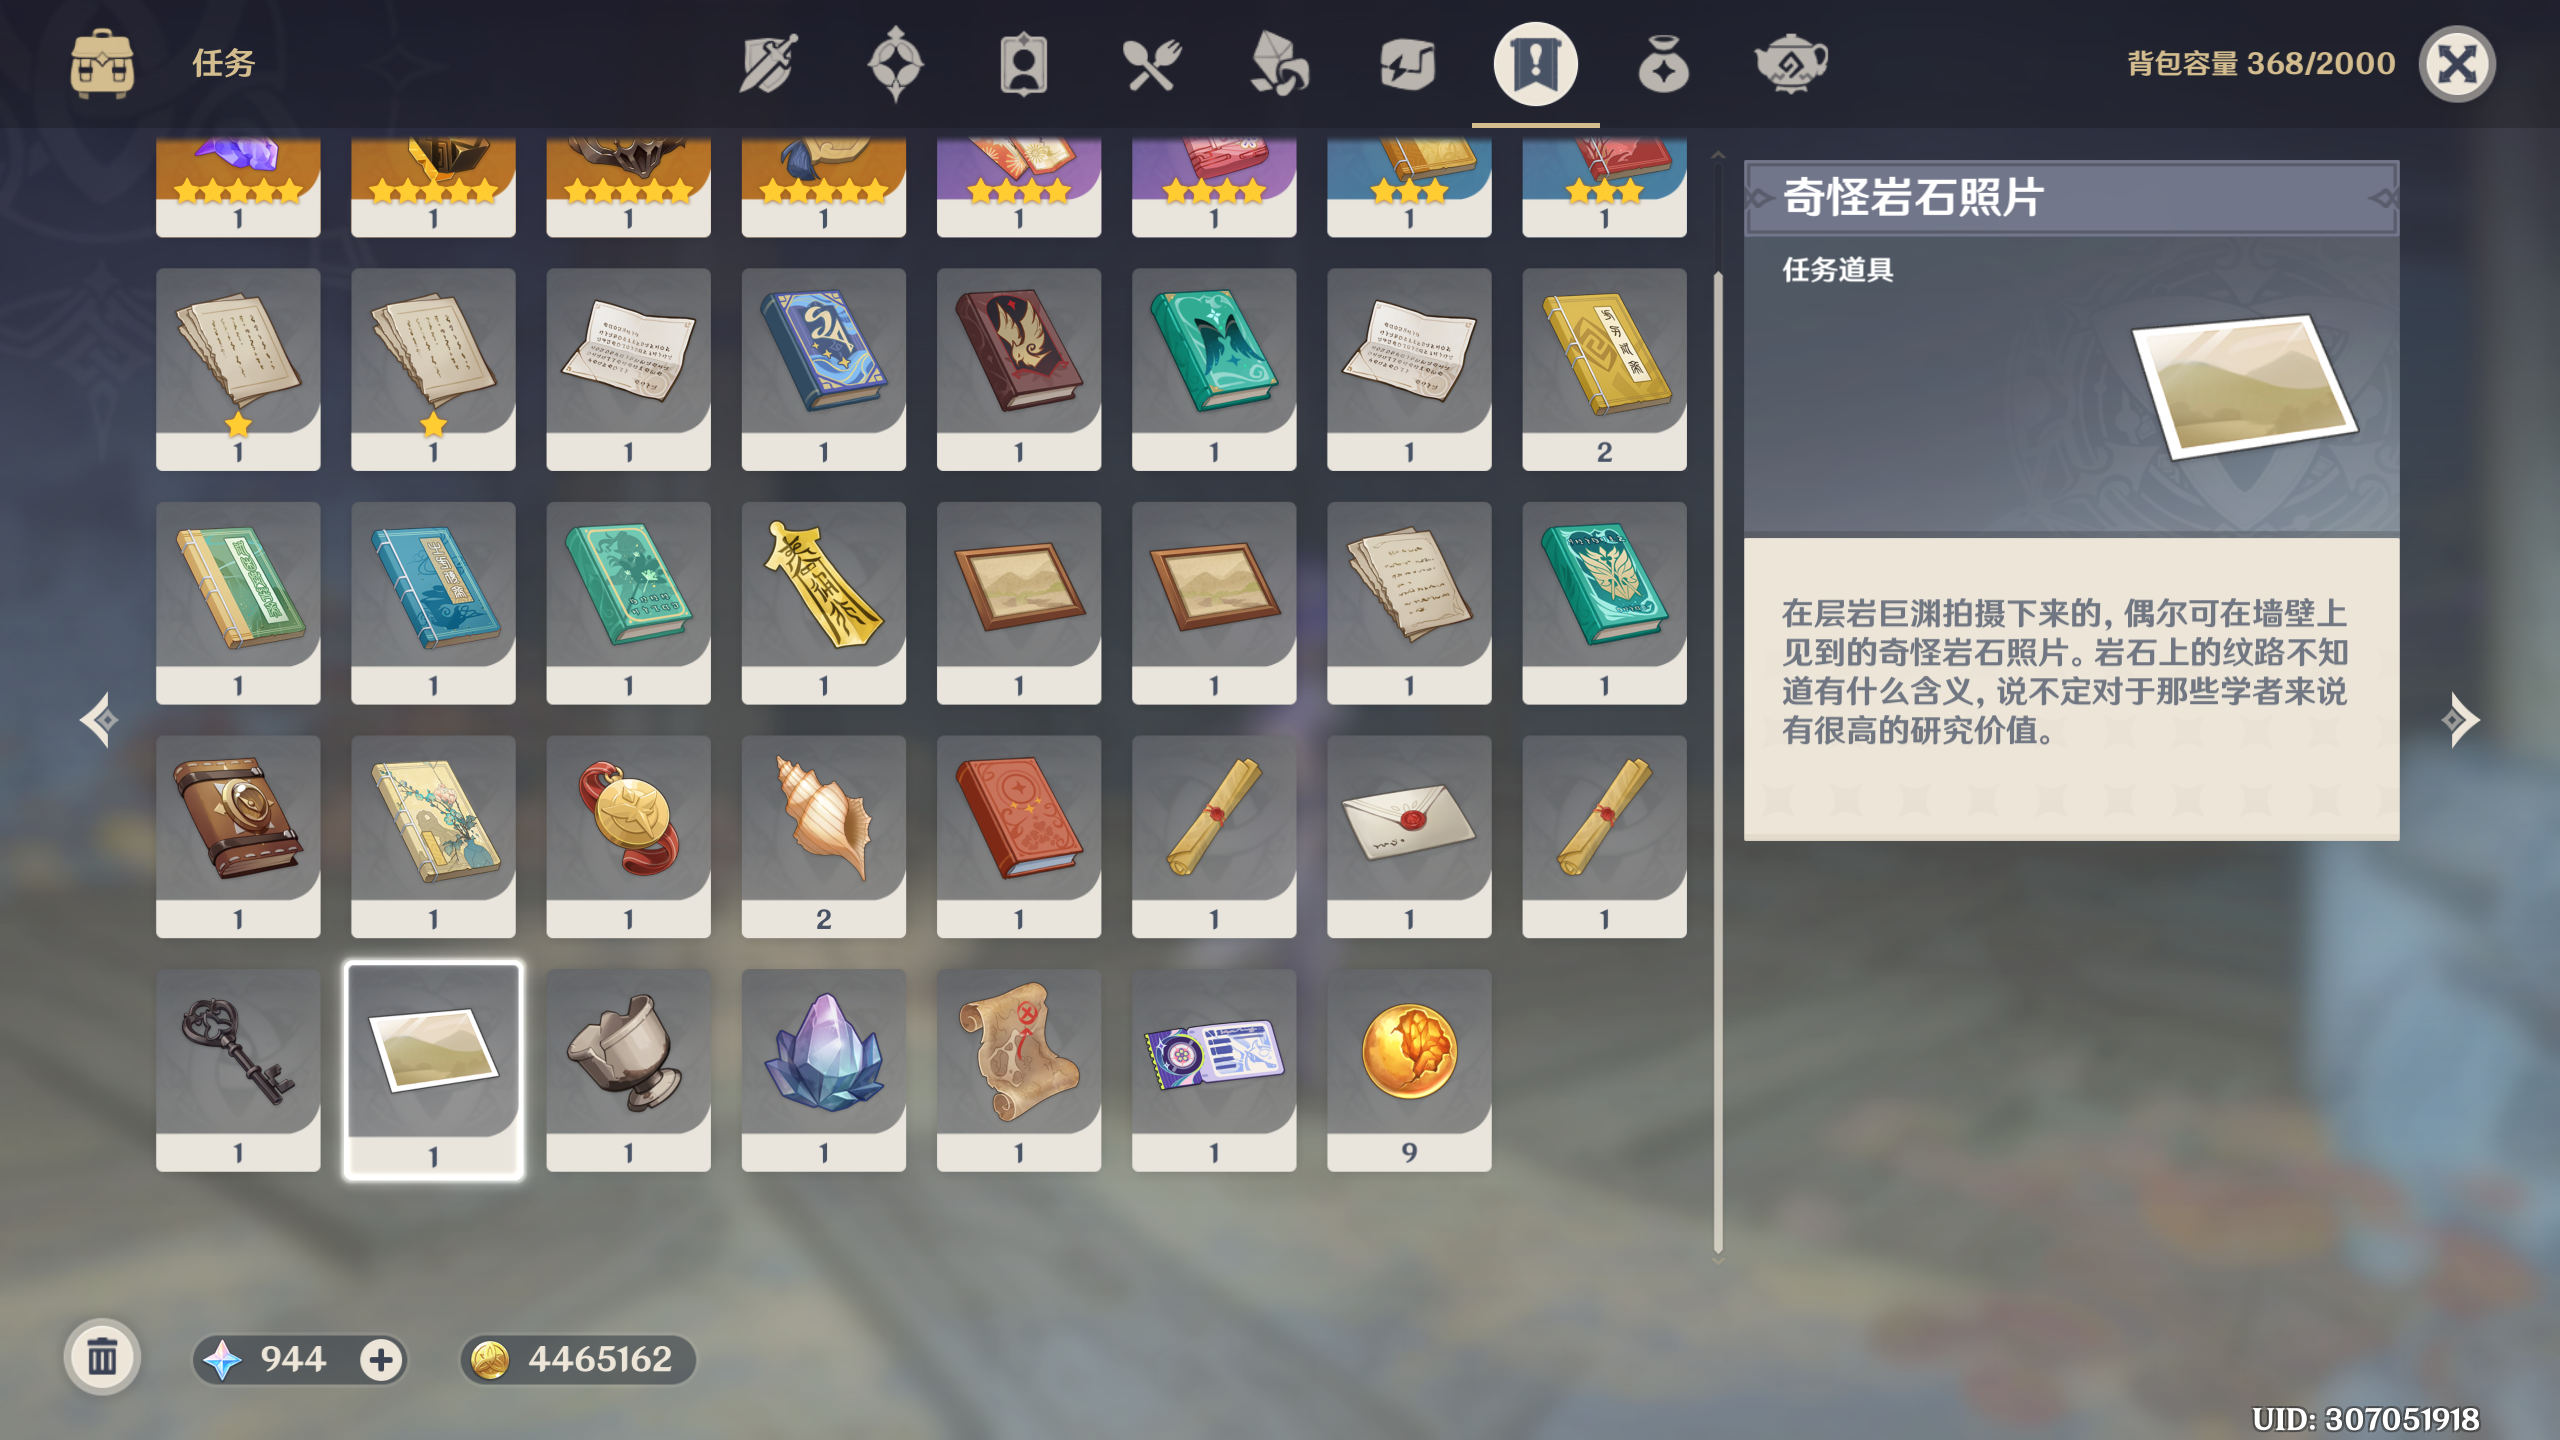 任务
背包容量 368/2000
1 1 1 1 1 1 1 1
奇怪岩石照片
任务道具
1 1 1 1 1 1 1 2
在层岩巨渊拍摄下来的，偶尔可在墙壁上
见到的奇怪岩石照片。岩石上的纹路不知
道有什么含义，说不定对于那些学者来说
有很高的研究价值。
1 1 1 1 1 1 1 1
1 1 1 2 1 1 1 1
1 1 1 1 1 1 9
944
4465162
UID: 307051918